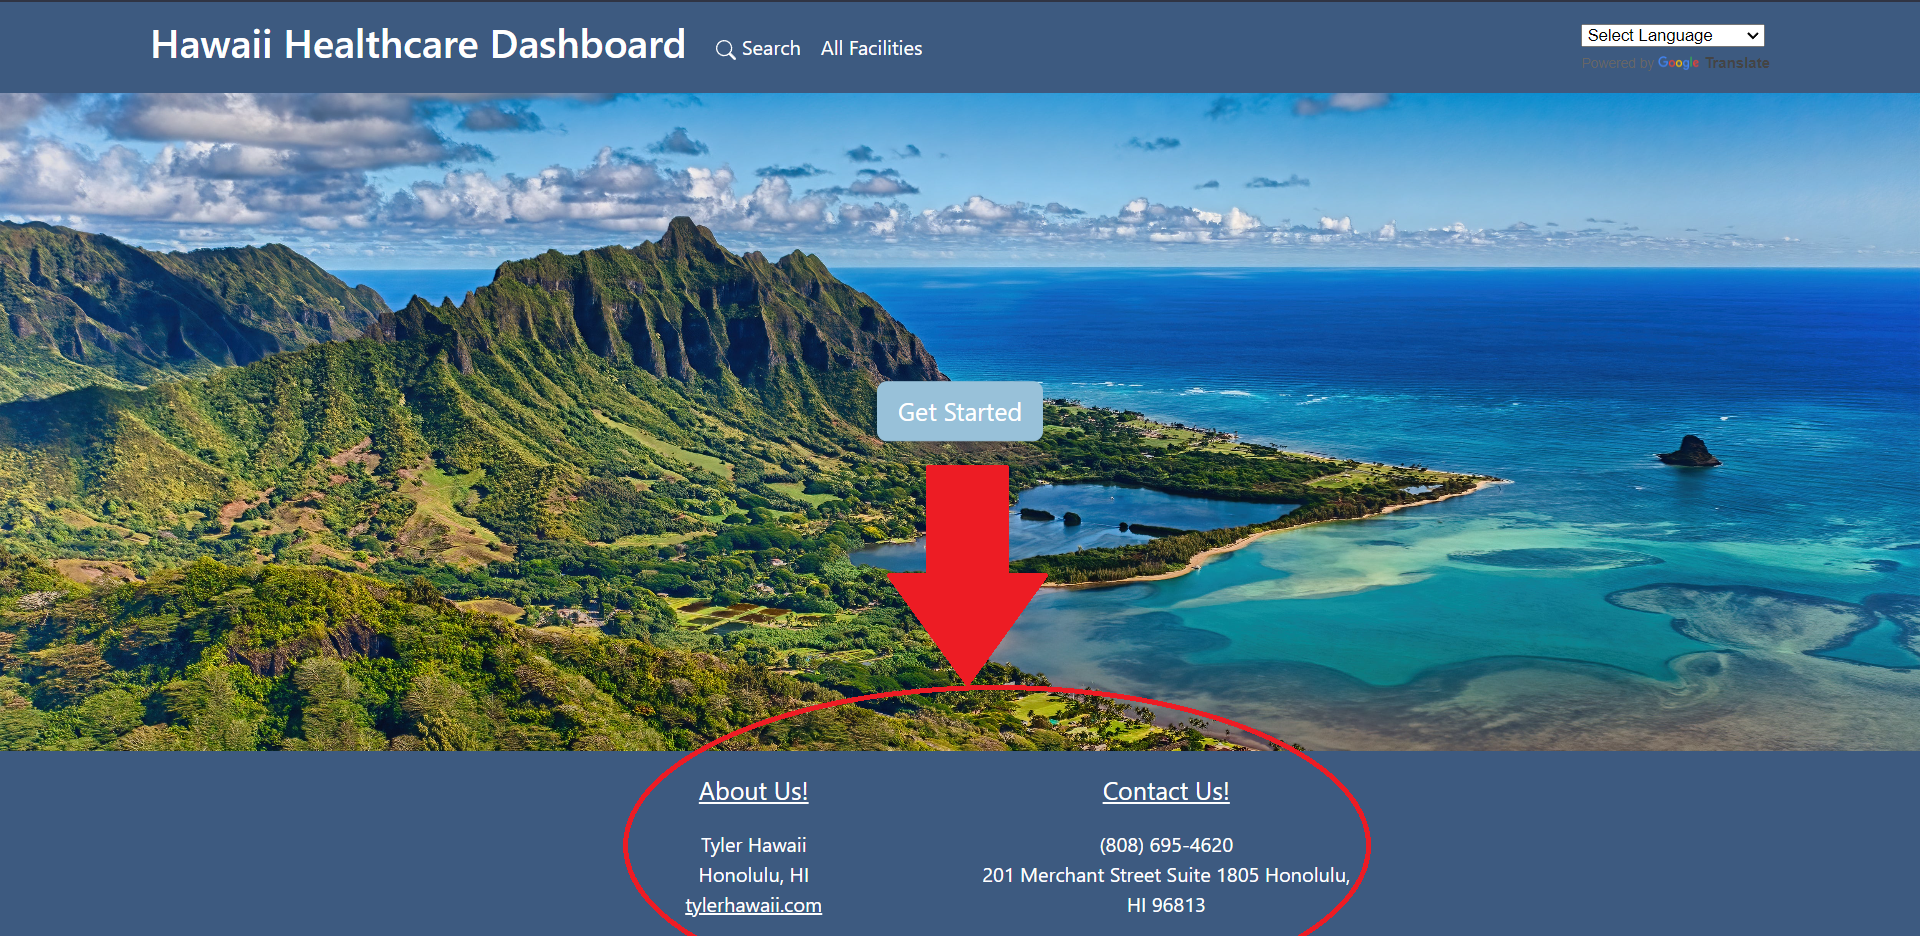 Hawaii Healthcare Dashboard
Search
All Facilities
Select Language
Powered by Google Translate
Get Started
About Us!
Tyler Hawaii
Honolulu, HI
tylerhawaii.com
Contact Us!
(808) 695-4620
201 Merchant Street Suite 1805 Honolulu,
HI 96813